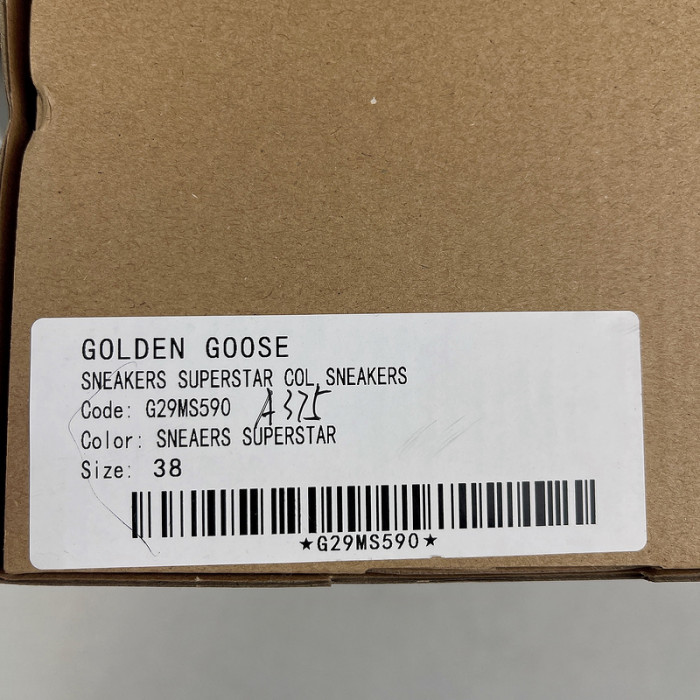 GOLDEN GOOSE
SNEAKERS SUPERSTAR COL SNEAKERS
Code: G29MS590 A375
Color: SNEAERS SUPERSTAR
Size: 38
★G29MS590★